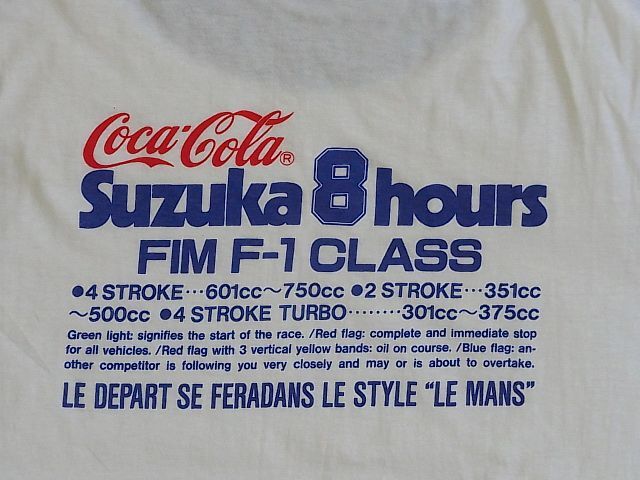 Coca-Cola®
Suzuka 8 hours
FIM F-1 CLASS
●4 STROKE…601cc～750cc ●2 STROKE…351cc
～500cc ●4 STROKE TURBO………301cc～375cc
Green light: signifies the start of the race. /Red flag: complete and immediate stop
for all vehicles. /Red flag with 3 vertical yellow bands: oil on course. /Blue flag: an-
other competitor is following you very closely and may or is about to overtake.
LE DEPART SE FERADANS LE STYLE “LE MANS”